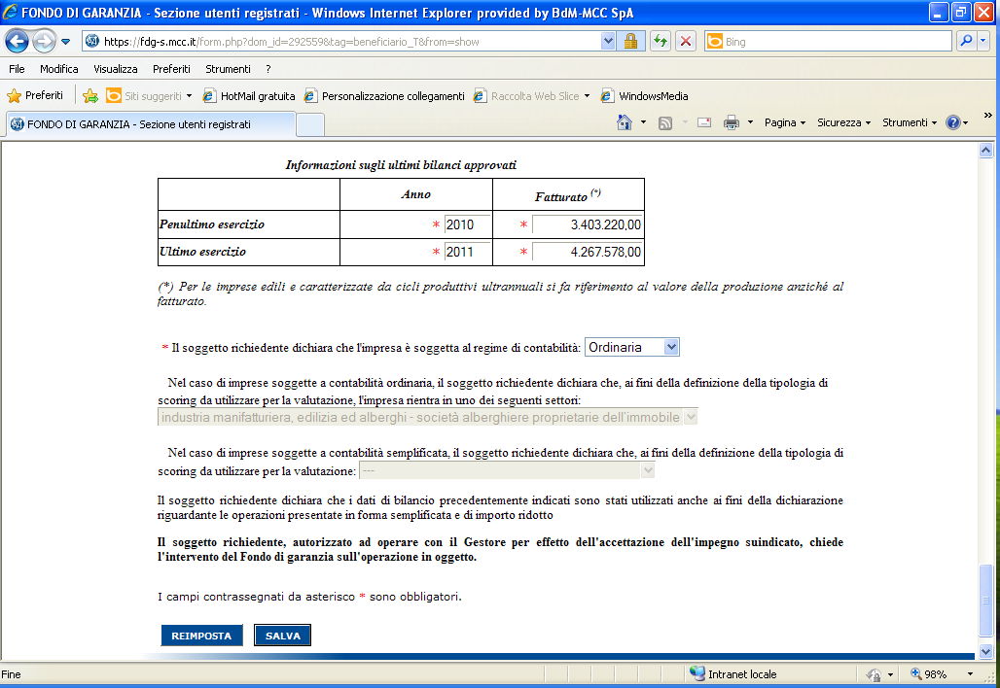 FONDO DI GARANZIA - Sezione utenti registrati - Windows Internet Explorer provided by BdM-MCC SpA
https://fdg-s.mcc.it/form.php?dom_id=292559&tag=beneficiario_T&from=show
Bing
File Modifica Visualizza Preferiti Strumenti ?
Preferiti Siti suggeriti HotMail gratuita Personalizzazione collegamenti Raccolta Web Slice WindowsMedia
FONDO DI GARANZIA - Sezione utenti registrati
Pagina Sicurezza Strumenti »
Informazioni sugli ultimi bilanci approvati
Anno Fatturato (*)
Penultimo esercizio * 2010 * 3.403.220,00
Ultimo esercizio * 2011 * 4.267.578,00
(*) Per le imprese edili e caratterizzate da cicli produttivi ultrannuali si fa riferimento al valore della produzione anziché al
fatturato.
* Il soggetto richiedente dichiara che l'impresa è soggetta al regime di contabilità: Ordinaria
Nel caso di imprese soggette a contabilità ordinaria, il soggetto richiedente dichiara che, ai fini della definizione della tipologia di
scoring da utilizzare per la valutazione, l'impresa rientra in uno dei seguenti settori:
industria manifatturiera, edilizia ed alberghi - società alberghiere proprietarie dell'immobile
Nel caso di imprese soggette a contabilità semplificata, il soggetto richiedente dichiara che, ai fini della definizione della tipologia di
scoring da utilizzare per la valutazione: ---
Il soggetto richiedente dichiara che i dati di bilancio precedentemente indicati sono stati utilizzati anche ai fini della dichiarazione
riguardante le operazioni presentate in forma semplificata e di importo ridotto
Il soggetto richiedente, autorizzato ad operare con il Gestore per effetto dell'accettazione dell'impegno suindicato, chiede
l'intervento del Fondo di garanzia sull'operazione in oggetto.
I campi contrassegnati da asterisco * sono obbligatori.
REIMPOSTA SALVA
Fine Intranet locale 98%